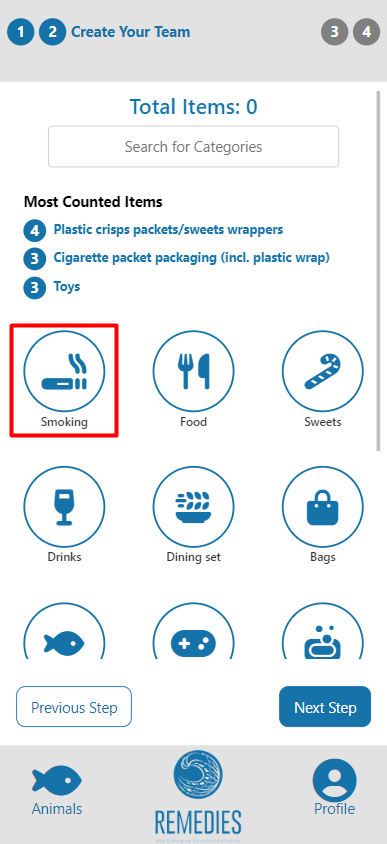 1 2 Create Your Team 3 4
Total Items: 0
Search for Categories
Most Counted Items
4 Plastic crisps packets/sweets wrappers
3 Cigarette packet packaging (incl. plastic wrap)
3 Toys
Smoking Food Sweets
Drinks Dining set Bags
Previous Step Next Step
Animals REMEDIES Profile